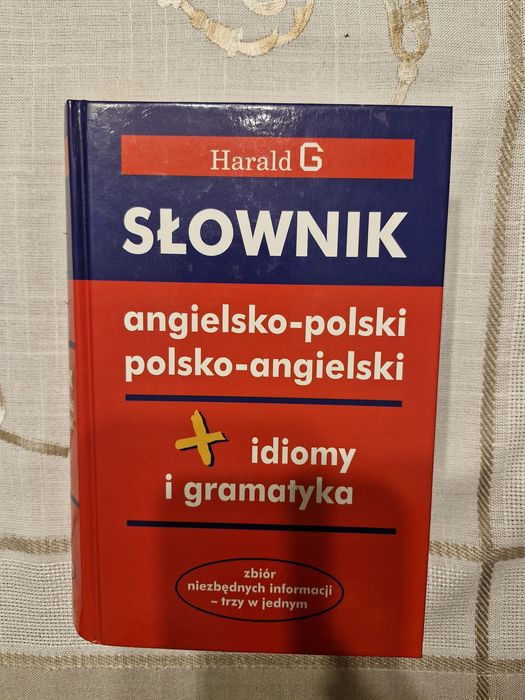 Harald G
SŁOWNIK
angielsko-polski
polsko-angielski
+ idiomy
i gramatyka
zbiór
niezbędnych informacji
– trzy w jednym